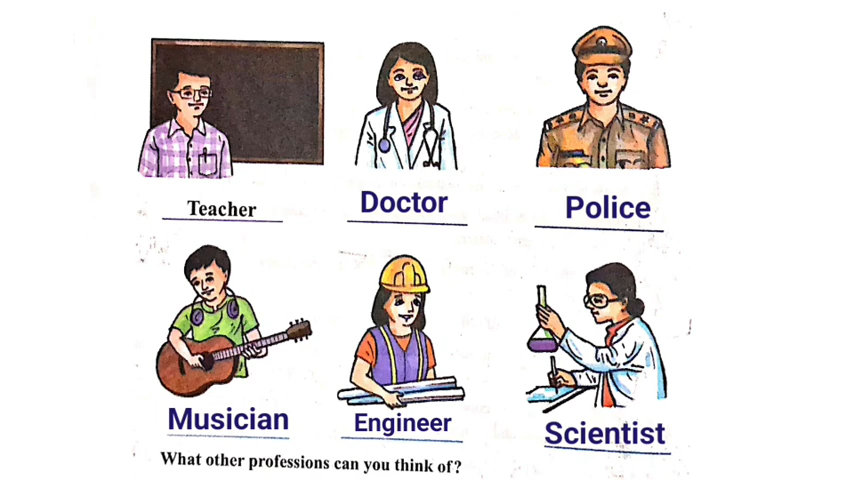 Teacher
Doctor
Police
Musician
Engineer
Scientist
What other professions can you think of?